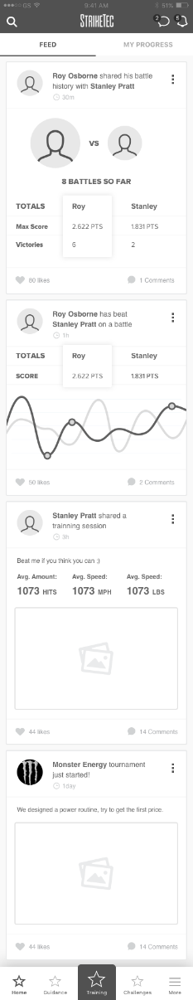 GS 9:41 AM 51%
STRIKETEC 2 5
FEED MY PROGRESS
Roy Osborne shared his battle
history with Stanley Pratt
30m
VS
8 BATTLES SO FAR
TOTALS Roy Stanley
Max Score 2.622 PTS 1.831 PTS
Victories 6 2
80 likes 1 Comments
Roy Osborne has beat
Stanley Pratt on a battle
1h
TOTALS Roy Stanley
SCORE 2.622 PTS 1.831 PTS
50 likes 2 Comments
Stanley Pratt shared a
trainning session
3h
Beat me if you think you can ;)
Avg. Amount: Avg. Speed: Avg. Speed:
1073 HITS 1073 MPH 1073 LBS
44 likes 14 Comments
Monster Energy tournament
just started!
1day
We designed a power routine, try to get the first price.
44 likes 14 Comments
Home Guidance Training Challenges More